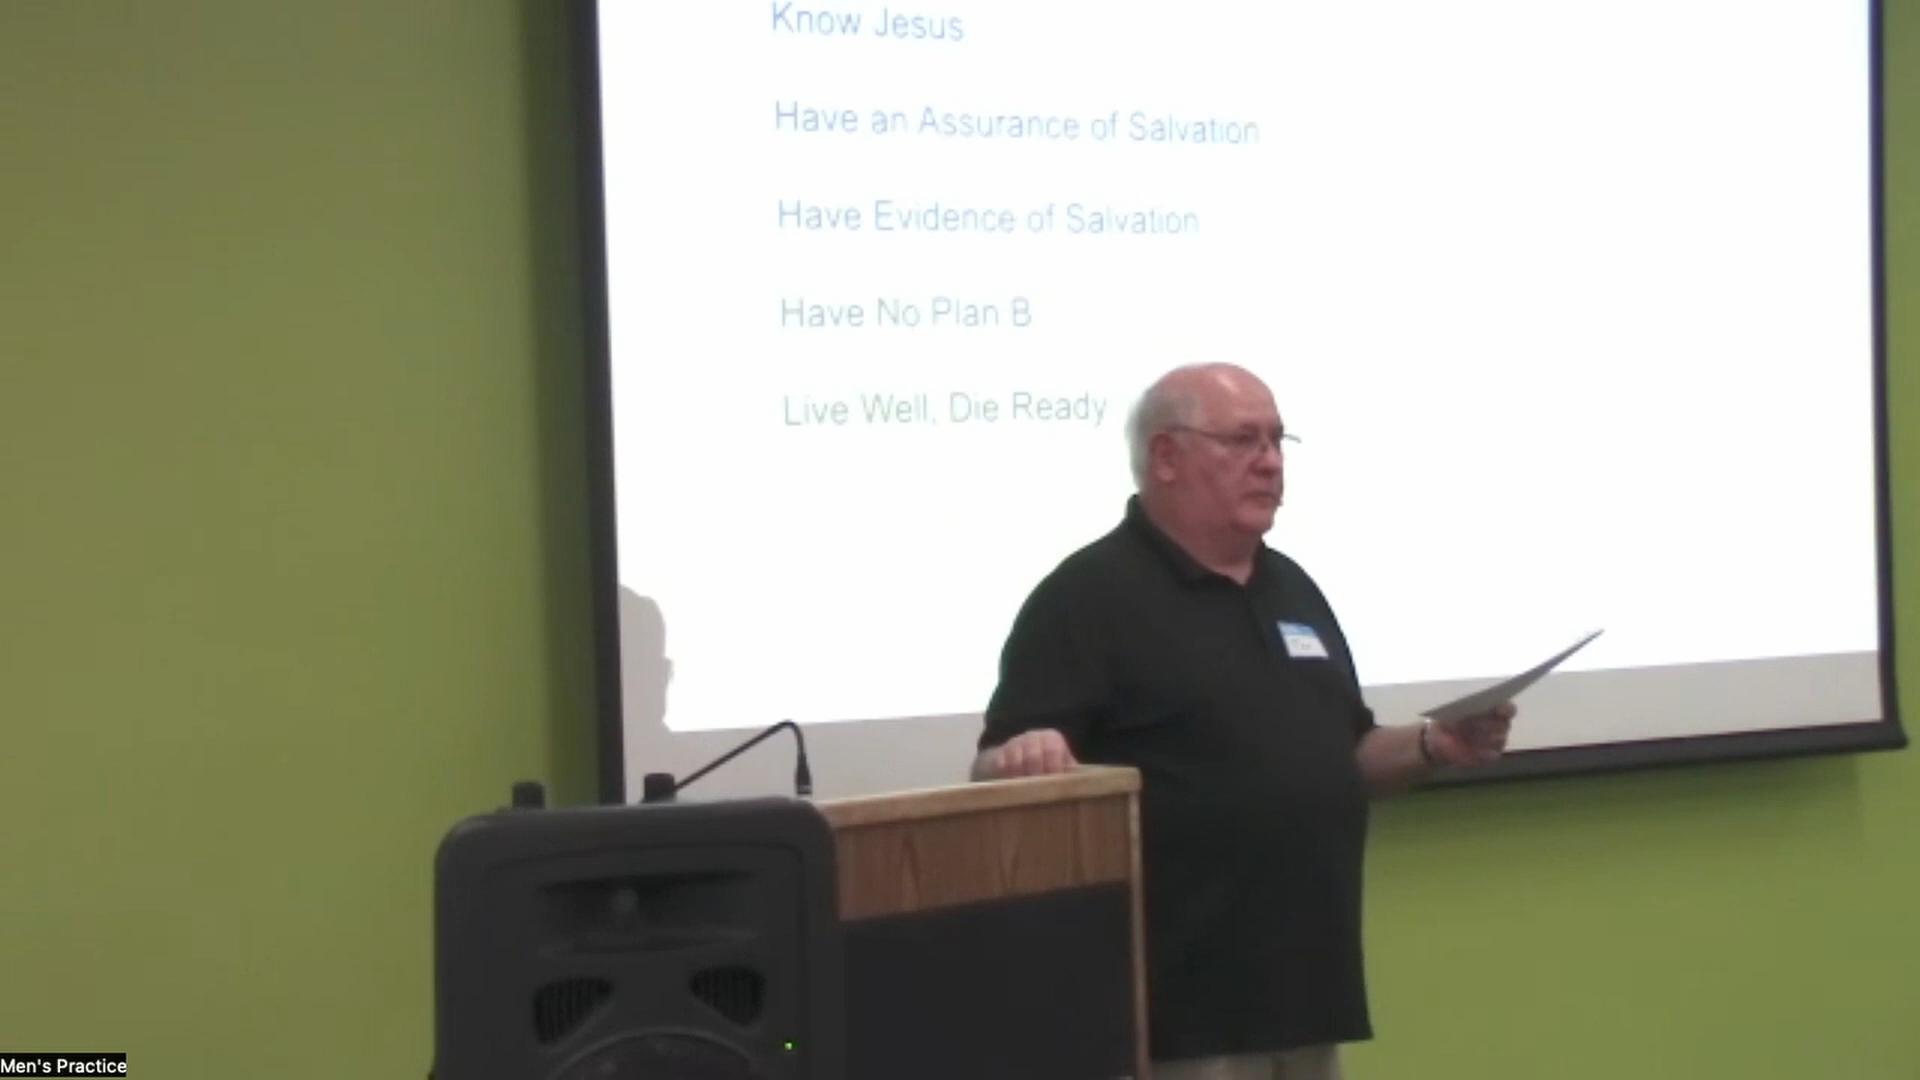 Know Jesus
Have an Assurance of Salvation
Have Evidence of Salvation
Have No Plan B
Live Well, Die Ready
Men's Practice